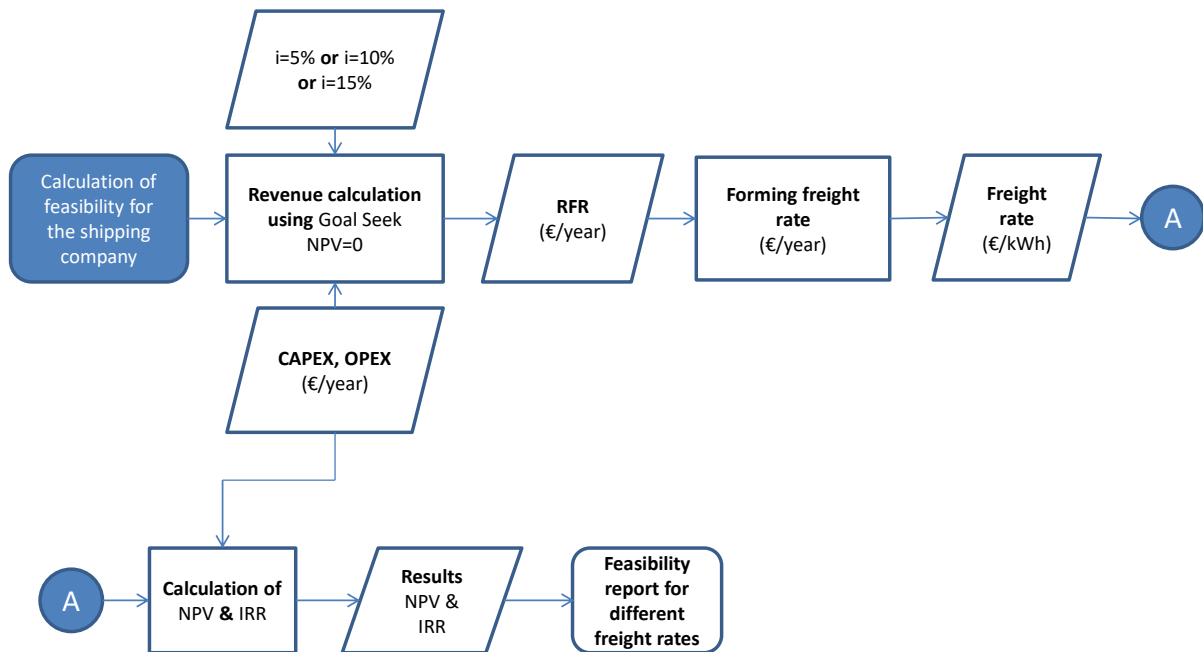 i=5% or i=10%
or i=15%
Calculation of
feasibility for
the shipping
company
Revenue calculation
using Goal Seek
NPV=0
RFR
(€/year)
Forming freight
rate
(€/year)
Freight
rate
(€/kWh)
A
CAPEX, OPEX
(€/year)
A
Calculation of
NPV & IRR
Results
NPV &
IRR
Feasibility
report for
different
freight rates